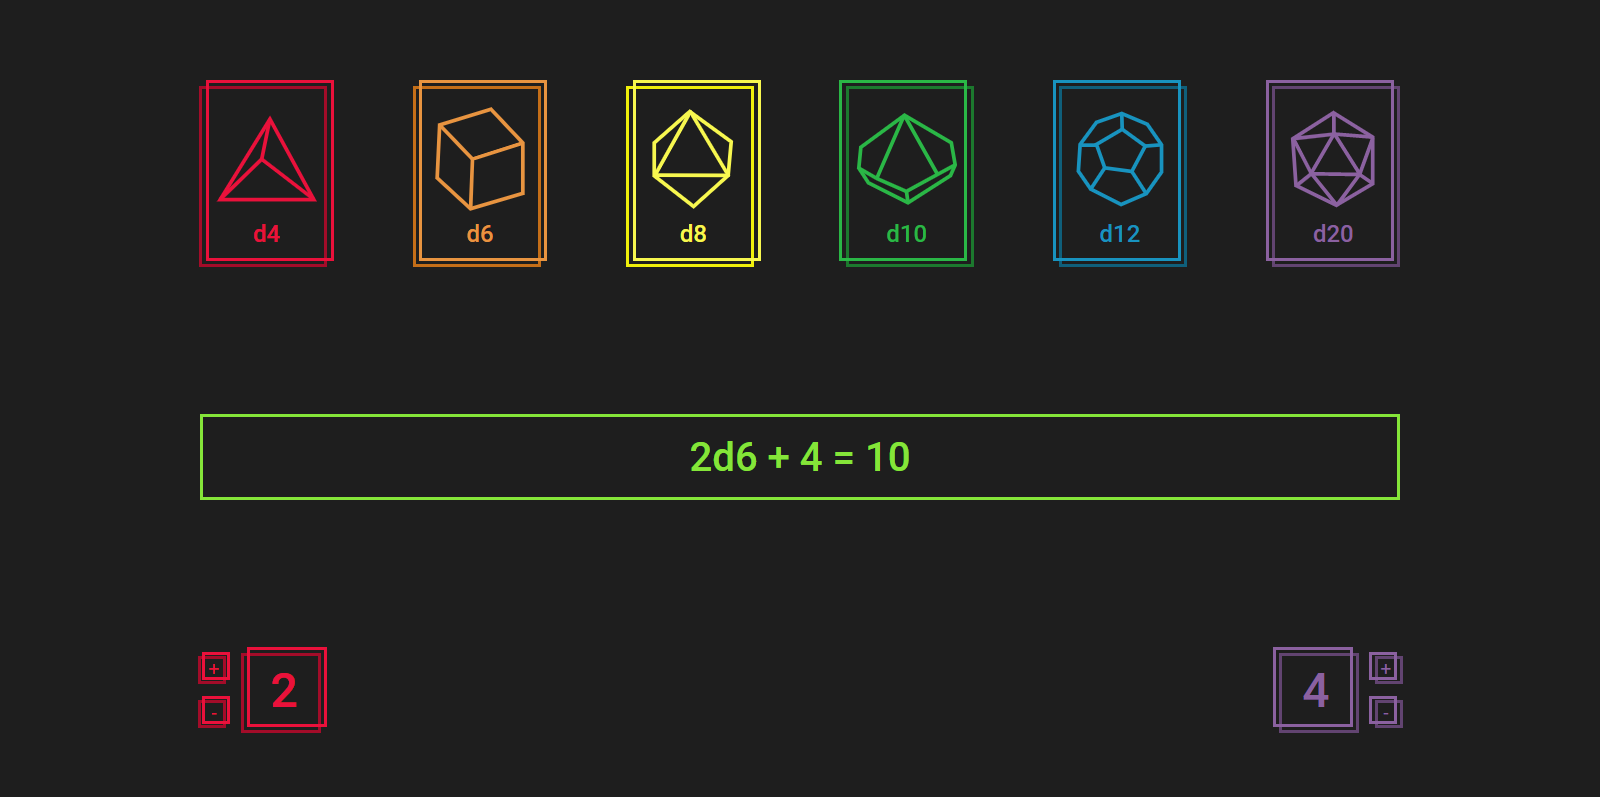 d4 d6 d8 d10 d12 d20
2d6 + 4 = 10
+ 2 4 +
- -